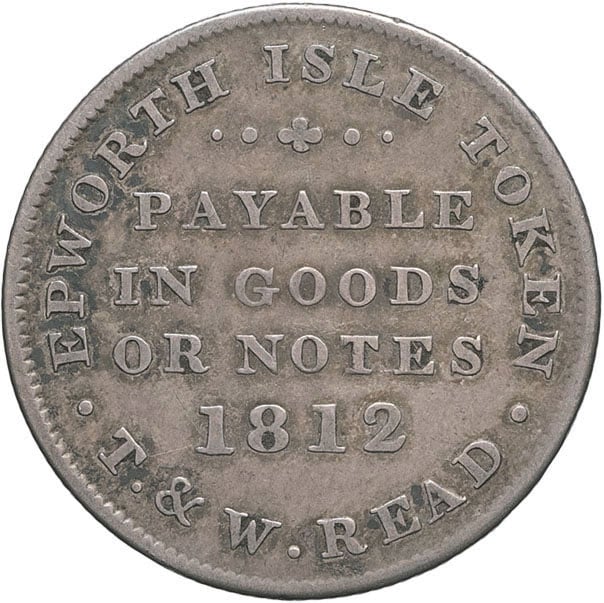 EPWORTH ISLE TOKEN
PAYABLE
IN GOODS
OR NOTES
1812
· T. & W. READ ·